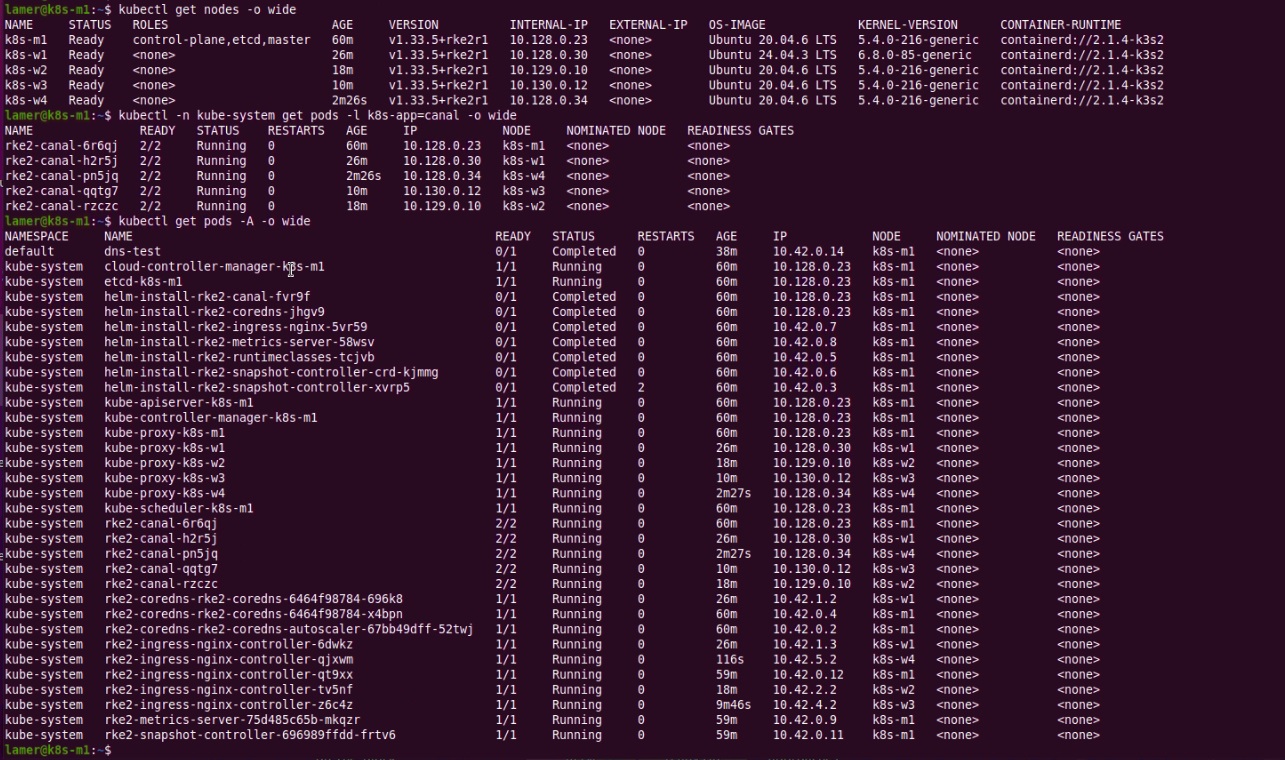 lamer@k8s-m1:~$ kubectl get nodes -o wide
NAME STATUS ROLES AGE VERSION INTERNAL-IP EXTERNAL-IP OS-IMAGE KERNEL-VERSION CONTAINER-RUNTIME
k8s-m1 Ready control-plane,etcd,master 60m v1.33.5+rke2r1 10.128.0.23 <none> Ubuntu 20.04.6 LTS 5.4.0-216-generic containerd://2.1.4-k3s2
k8s-w1 Ready <none> 26m v1.33.5+rke2r1 10.128.0.30 <none> Ubuntu 24.04.3 LTS 6.8.0-85-generic containerd://2.1.4-k3s2
k8s-w2 Ready <none> 18m v1.33.5+rke2r1 10.129.0.10 <none> Ubuntu 20.04.6 LTS 5.4.0-216-generic containerd://2.1.4-k3s2
k8s-w3 Ready <none> 10m v1.33.5+rke2r1 10.130.0.12 <none> Ubuntu 20.04.6 LTS 5.4.0-216-generic containerd://2.1.4-k3s2
k8s-w4 Ready <none> 2m26s v1.33.5+rke2r1 10.128.0.34 <none> Ubuntu 20.04.6 LTS 5.4.0-216-generic containerd://2.1.4-k3s2
lamer@k8s-m1:~$ kubectl -n kube-system get pods -l k8s-app=canal -o wide
NAME READY STATUS RESTARTS AGE IP NODE NOMINATED NODE READINESS GATES
rke2-canal-6r6qj 2/2 Running 0 60m 10.128.0.23 k8s-m1 <none> <none>
rke2-canal-h2r5j 2/2 Running 0 26m 10.128.0.30 k8s-w1 <none> <none>
rke2-canal-pn5jq 2/2 Running 0 2m26s 10.128.0.34 k8s-w4 <none> <none>
rke2-canal-qqtg7 2/2 Running 0 10m 10.130.0.12 k8s-w3 <none> <none>
rke2-canal-rzczc 2/2 Running 0 18m 10.129.0.10 k8s-w2 <none> <none>
lamer@k8s-m1:~$ kubectl get pods -A -o wide
NAMESPACE NAME READY STATUS RESTARTS AGE IP NODE NOMINATED NODE READINESS GATES
default dns-test 0/1 Completed 0 38m 10.42.0.14 k8s-m1 <none> <none>
kube-system cloud-controller-manager-k8s-m1 1/1 Running 0 60m 10.128.0.23 k8s-m1 <none> <none>
kube-system etcd-k8s-m1 1/1 Running 0 60m 10.128.0.23 k8s-m1 <none> <none>
kube-system helm-install-rke2-canal-fvr9f 0/1 Completed 0 60m 10.128.0.23 k8s-m1 <none> <none>
kube-system helm-install-rke2-coredns-jhgv9 0/1 Completed 0 60m 10.128.0.23 k8s-m1 <none> <none>
kube-system helm-install-rke2-ingress-nginx-5vr59 0/1 Completed 0 60m 10.42.0.7 k8s-m1 <none> <none>
kube-system helm-install-rke2-metrics-server-58wsv 0/1 Completed 0 60m 10.42.0.8 k8s-m1 <none> <none>
kube-system helm-install-rke2-runtimeclasses-tcjvb 0/1 Completed 0 60m 10.42.0.5 k8s-m1 <none> <none>
kube-system helm-install-rke2-snapshot-controller-crd-kjmmg 0/1 Completed 0 60m 10.42.0.6 k8s-m1 <none> <none>
kube-system helm-install-rke2-snapshot-controller-xvrp5 0/1 Completed 2 60m 10.42.0.3 k8s-m1 <none> <none>
kube-system kube-apiserver-k8s-m1 1/1 Running 0 60m 10.128.0.23 k8s-m1 <none> <none>
kube-system kube-controller-manager-k8s-m1 1/1 Running 0 60m 10.128.0.23 k8s-m1 <none> <none>
kube-system kube-proxy-k8s-m1 1/1 Running 0 60m 10.128.0.23 k8s-m1 <none> <none>
kube-system kube-proxy-k8s-w1 1/1 Running 0 26m 10.128.0.30 k8s-w1 <none> <none>
kube-system kube-proxy-k8s-w2 1/1 Running 0 18m 10.129.0.10 k8s-w2 <none> <none>
kube-system kube-proxy-k8s-w3 1/1 Running 0 10m 10.130.0.12 k8s-w3 <none> <none>
kube-system kube-proxy-k8s-w4 1/1 Running 0 2m27s 10.128.0.34 k8s-w4 <none> <none>
kube-system kube-scheduler-k8s-m1 1/1 Running 0 60m 10.128.0.23 k8s-m1 <none> <none>
kube-system rke2-canal-6r6qj 2/2 Running 0 60m 10.128.0.23 k8s-m1 <none> <none>
kube-system rke2-canal-h2r5j 2/2 Running 0 26m 10.128.0.30 k8s-w1 <none> <none>
kube-system rke2-canal-pn5jq 2/2 Running 0 2m27s 10.128.0.34 k8s-w4 <none> <none>
kube-system rke2-canal-qqtg7 2/2 Running 0 10m 10.130.0.12 k8s-w3 <none> <none>
kube-system rke2-canal-rzczc 2/2 Running 0 18m 10.129.0.10 k8s-w2 <none> <none>
kube-system rke2-coredns-rke2-coredns-6464f98784-696k8 1/1 Running 0 26m 10.42.1.2 k8s-w1 <none> <none>
kube-system rke2-coredns-rke2-coredns-6464f98784-x4bpn 1/1 Running 0 60m 10.42.0.4 k8s-m1 <none> <none>
kube-system rke2-coredns-rke2-coredns-autoscaler-67bb49dff-52twj 1/1 Running 0 60m 10.42.0.2 k8s-m1 <none> <none>
kube-system rke2-ingress-nginx-controller-6dwkz 1/1 Running 0 26m 10.42.1.3 k8s-w1 <none> <none>
kube-system rke2-ingress-nginx-controller-qjxwm 1/1 Running 0 116s 10.42.5.2 k8s-w4 <none> <none>
kube-system rke2-ingress-nginx-controller-qt9xx 1/1 Running 0 59m 10.42.0.12 k8s-m1 <none> <none>
kube-system rke2-ingress-nginx-controller-tv5nf 1/1 Running 0 18m 10.42.2.2 k8s-w2 <none> <none>
kube-system rke2-ingress-nginx-controller-z6c4z 1/1 Running 0 9m46s 10.42.4.2 k8s-w3 <none> <none>
kube-system rke2-metrics-server-75d485c65b-mkqzr 1/1 Running 0 59m 10.42.0.9 k8s-m1 <none> <none>
kube-system rke2-snapshot-controller-696989ffdd-frtv6 1/1 Running 0 59m 10.42.0.11 k8s-m1 <none> <none>
lamer@k8s-m1:~$